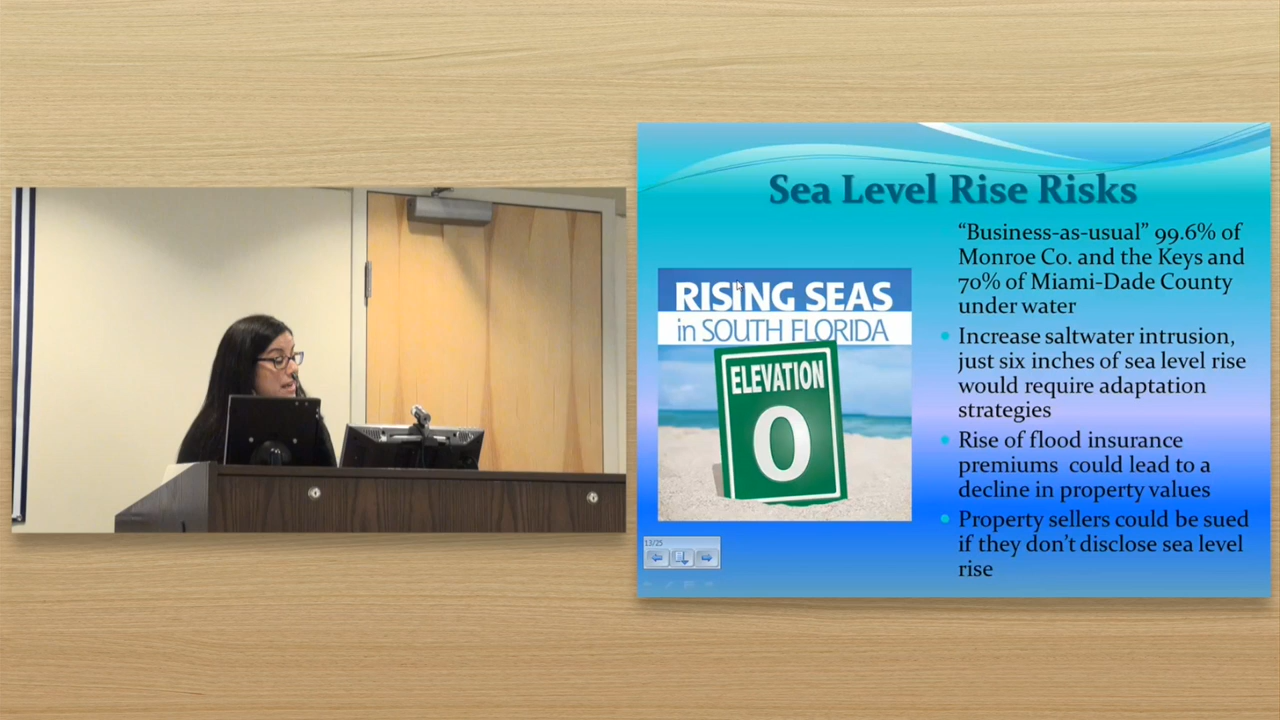 Sea Level Rise Risks
RISING SEAS
in SOUTH FLORIDA
ELEVATION
0
“Business-as-usual” 99.6% of
Monroe Co. and the Keys and
70% of Miami-Dade County
under water
Increase saltwater intrusion,
just six inches of sea level rise
would require adaptation
strategies
Rise of flood insurance
premiums could lead to a
decline in property values
Property sellers could be sued
if they don’t disclose sea level
rise
13/25